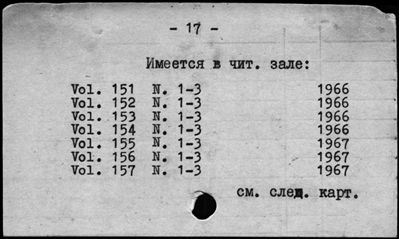 - 17 -
Имеется в чит. зале:
Vol. 151 N. 1-3 1966
Vol. 152 N. 1-3 1966
Vol. 153 N. 1-3 1966
Vol. 154 N. 1-3 1966
Vol. 155 N. 1-3 1967
Vol. 156 N. 1-3 1967
Vol. 157 N. 1-3 1967
см. след. карт.